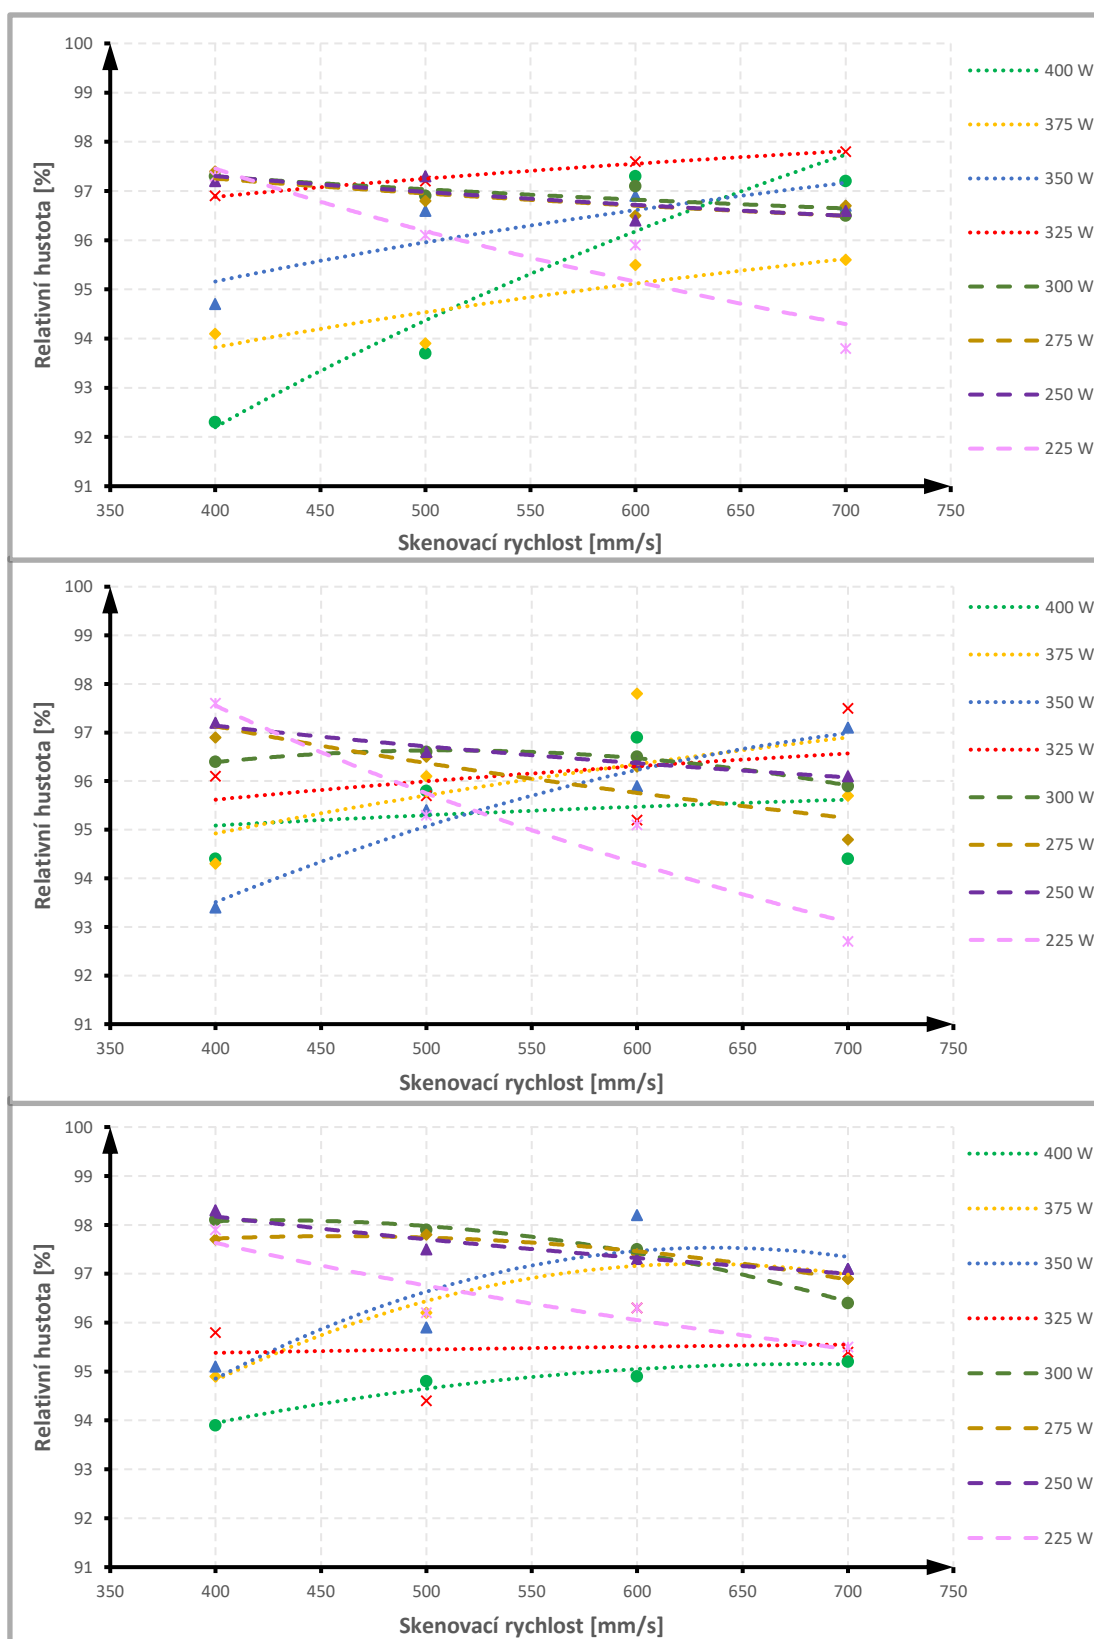 100
99
98
97
96
95
94
93
92
91
350
400
450
500
550
600
650
700
750
Relativní hustota [%]
Skenovací rychlost [mm/s]
400 W
375 W
350 W
325 W
300 W
275 W
250 W
225 W
100
99
98
97
96
95
94
93
92
91
350
400
450
500
550
600
650
700
750
Relativní hustota [%]
Skenovací rychlost [mm/s]
400 W
375 W
350 W
325 W
300 W
275 W
250 W
225 W
100
99
98
97
96
95
94
93
92
91
350
400
450
500
550
600
650
700
750
Relativní hustota [%]
Skenovací rychlost [mm/s]
400 W
375 W
350 W
325 W
300 W
275 W
250 W
225 W